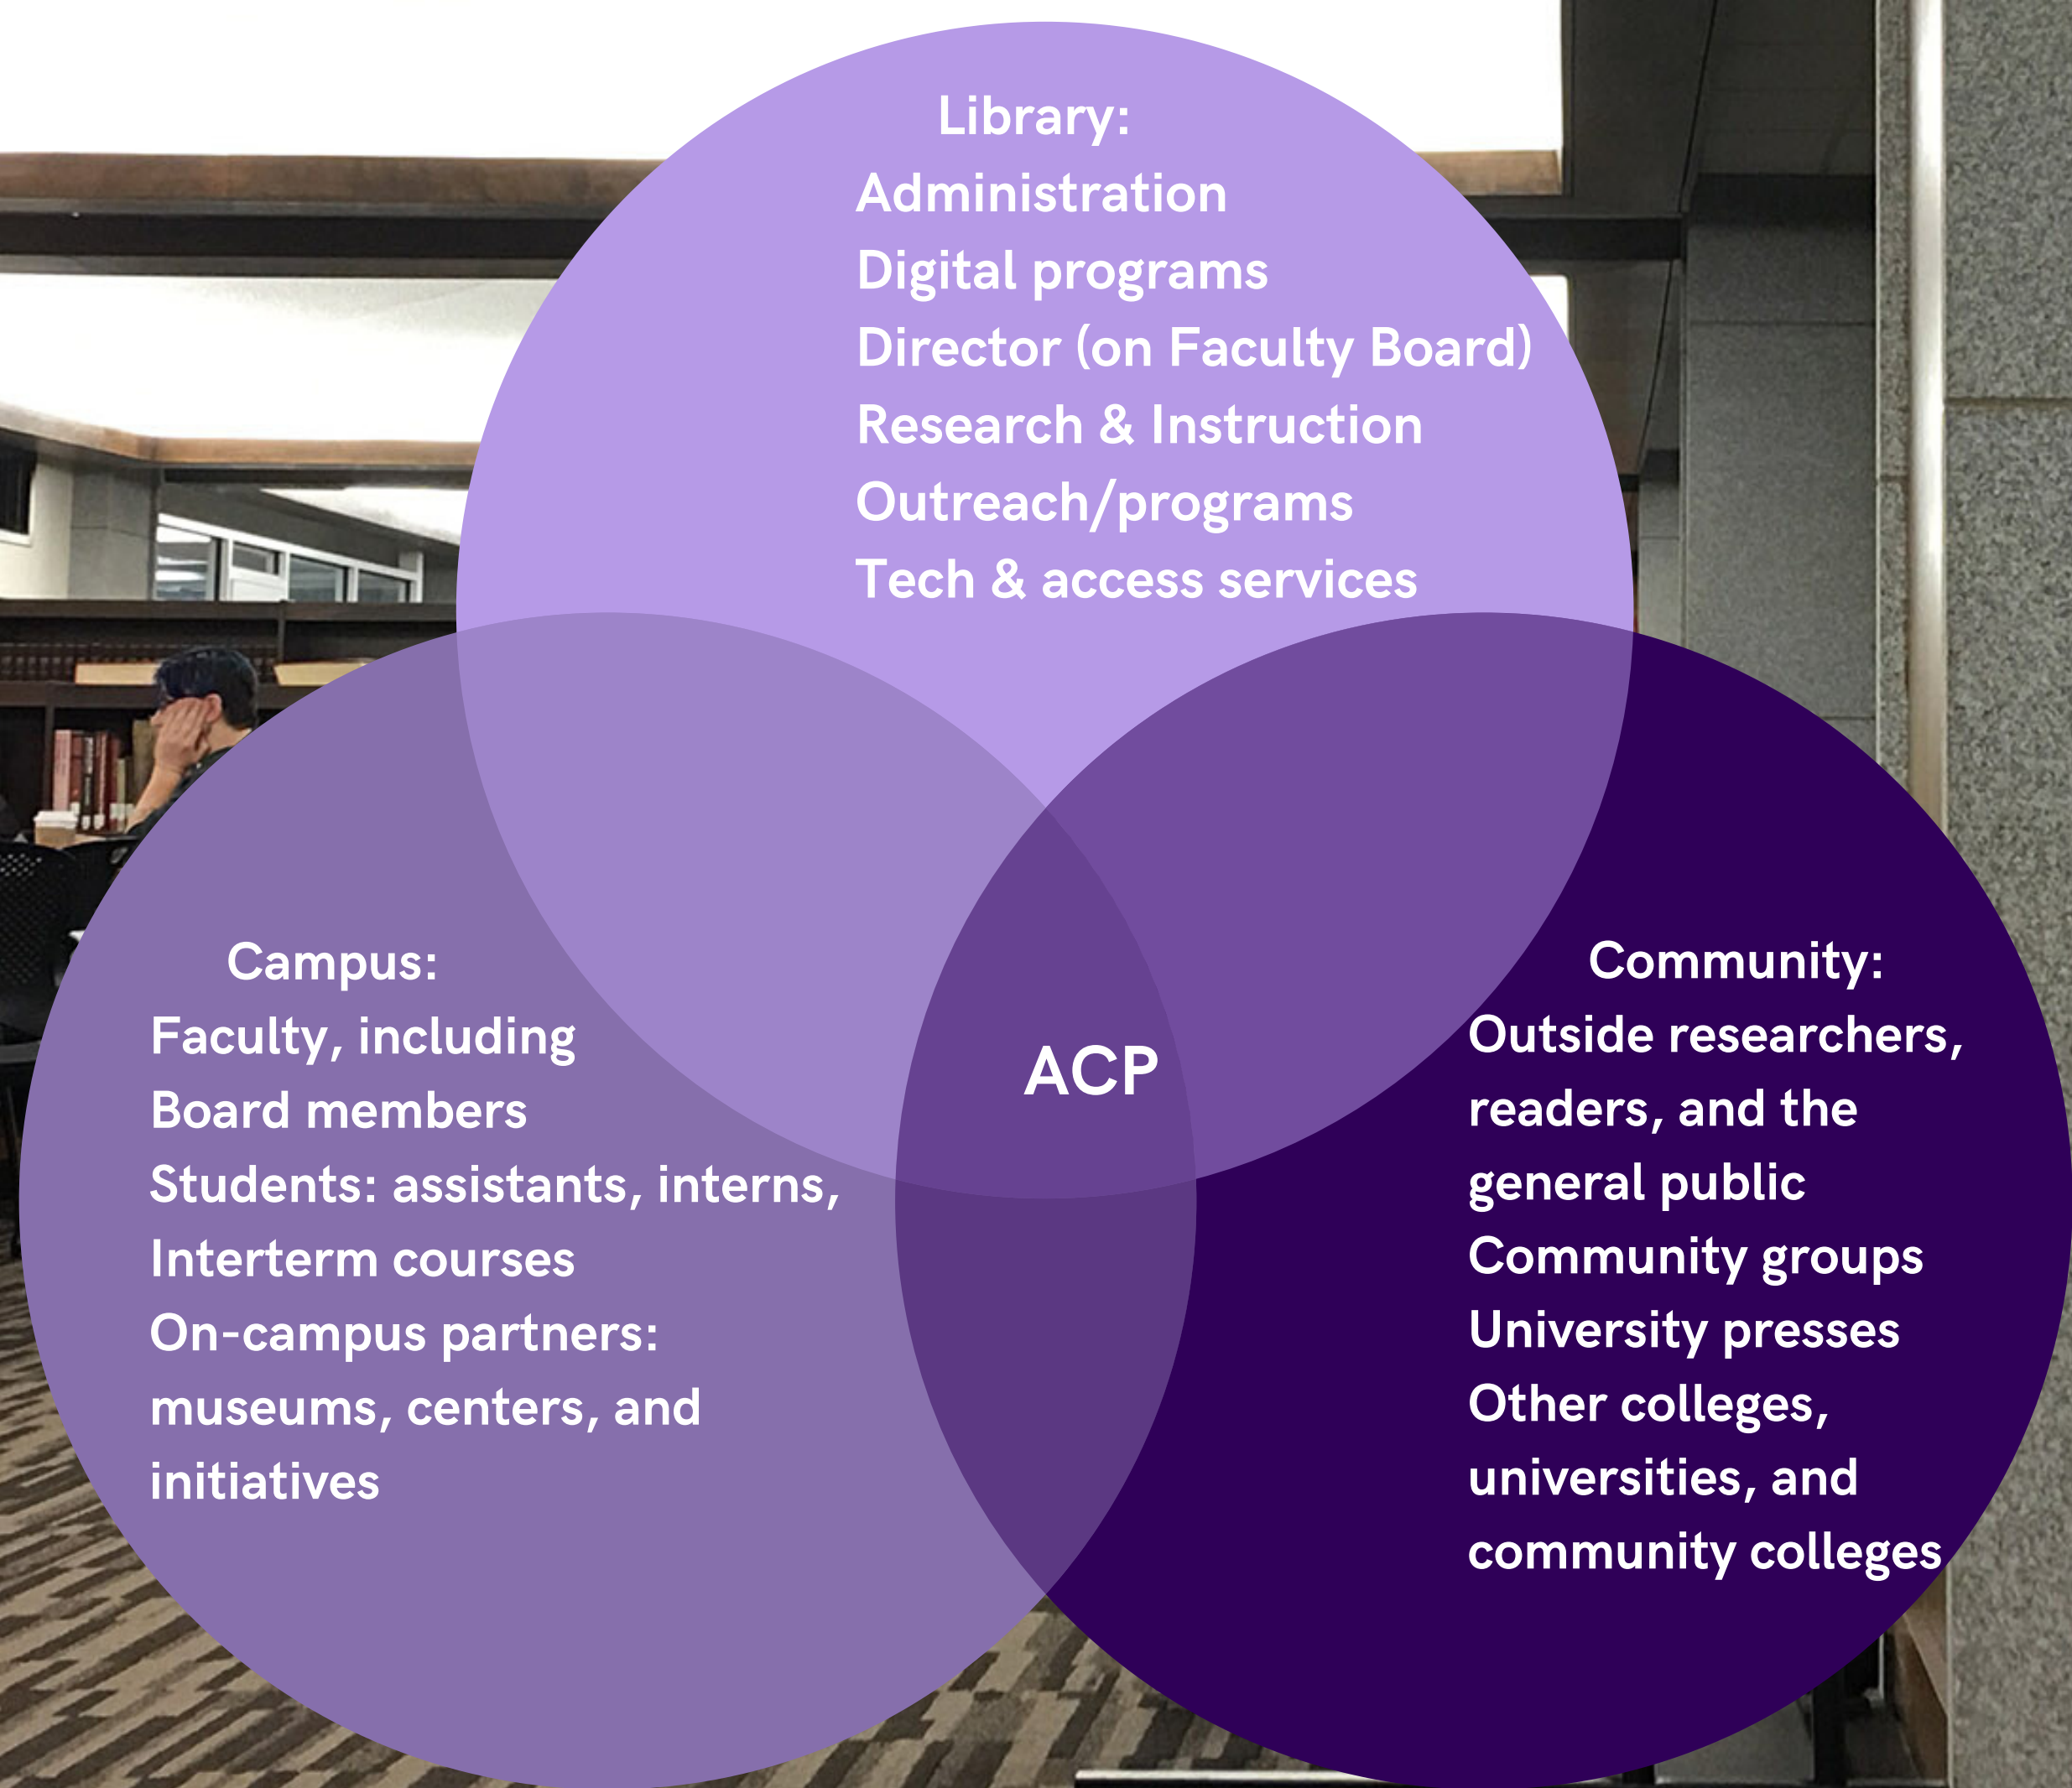 Library:
Administration
Digital programs
Director (on Faculty Board)
Research & Instruction
Outreach/programs
Tech & access services
Campus:
Faculty, including
Board members
Students: assistants, interns,
Interterm courses
On-campus partners:
museums, centers, and
initiatives
ACP
Community:
Outside researchers,
readers, and the
general public
Community groups
University presses
Other colleges,
universities, and
community colleges